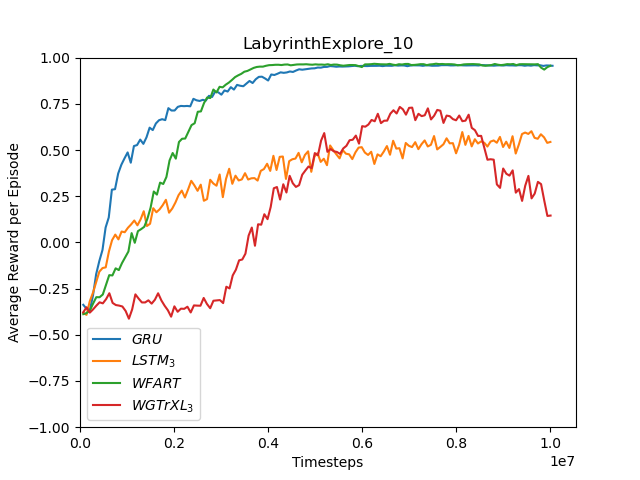 LabyrinthExplore_10
Average Reward per Episode
1.00
0.75
0.50
0.25
0.00
−0.25
−0.50
−0.75
−1.00
GRU
LSTM₃
WFART
WGTrXL₃
0.0 0.2 0.4 0.6 0.8 1.0
1e7
Timesteps